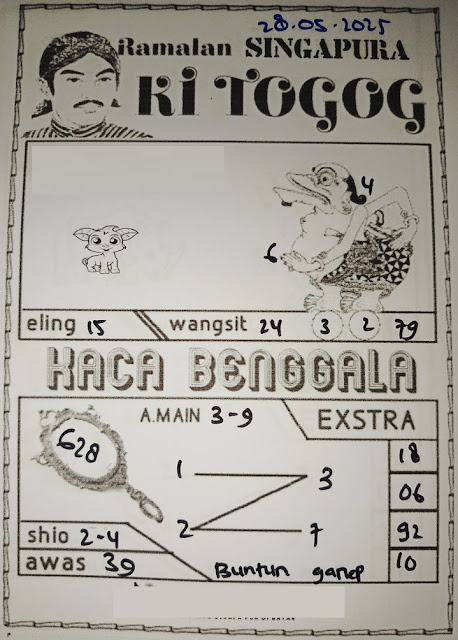 28.05.2025
Ramalan SINGAPURA
KI TOGOG
4
6
eling 15 wangsit 24 3 2 79
KACA BENGGALA
A.MAIN 3-9 EXSTRA
628
18
1 3
06
2 7
92
shio 2-4
10
awas 39
Buntun ganep